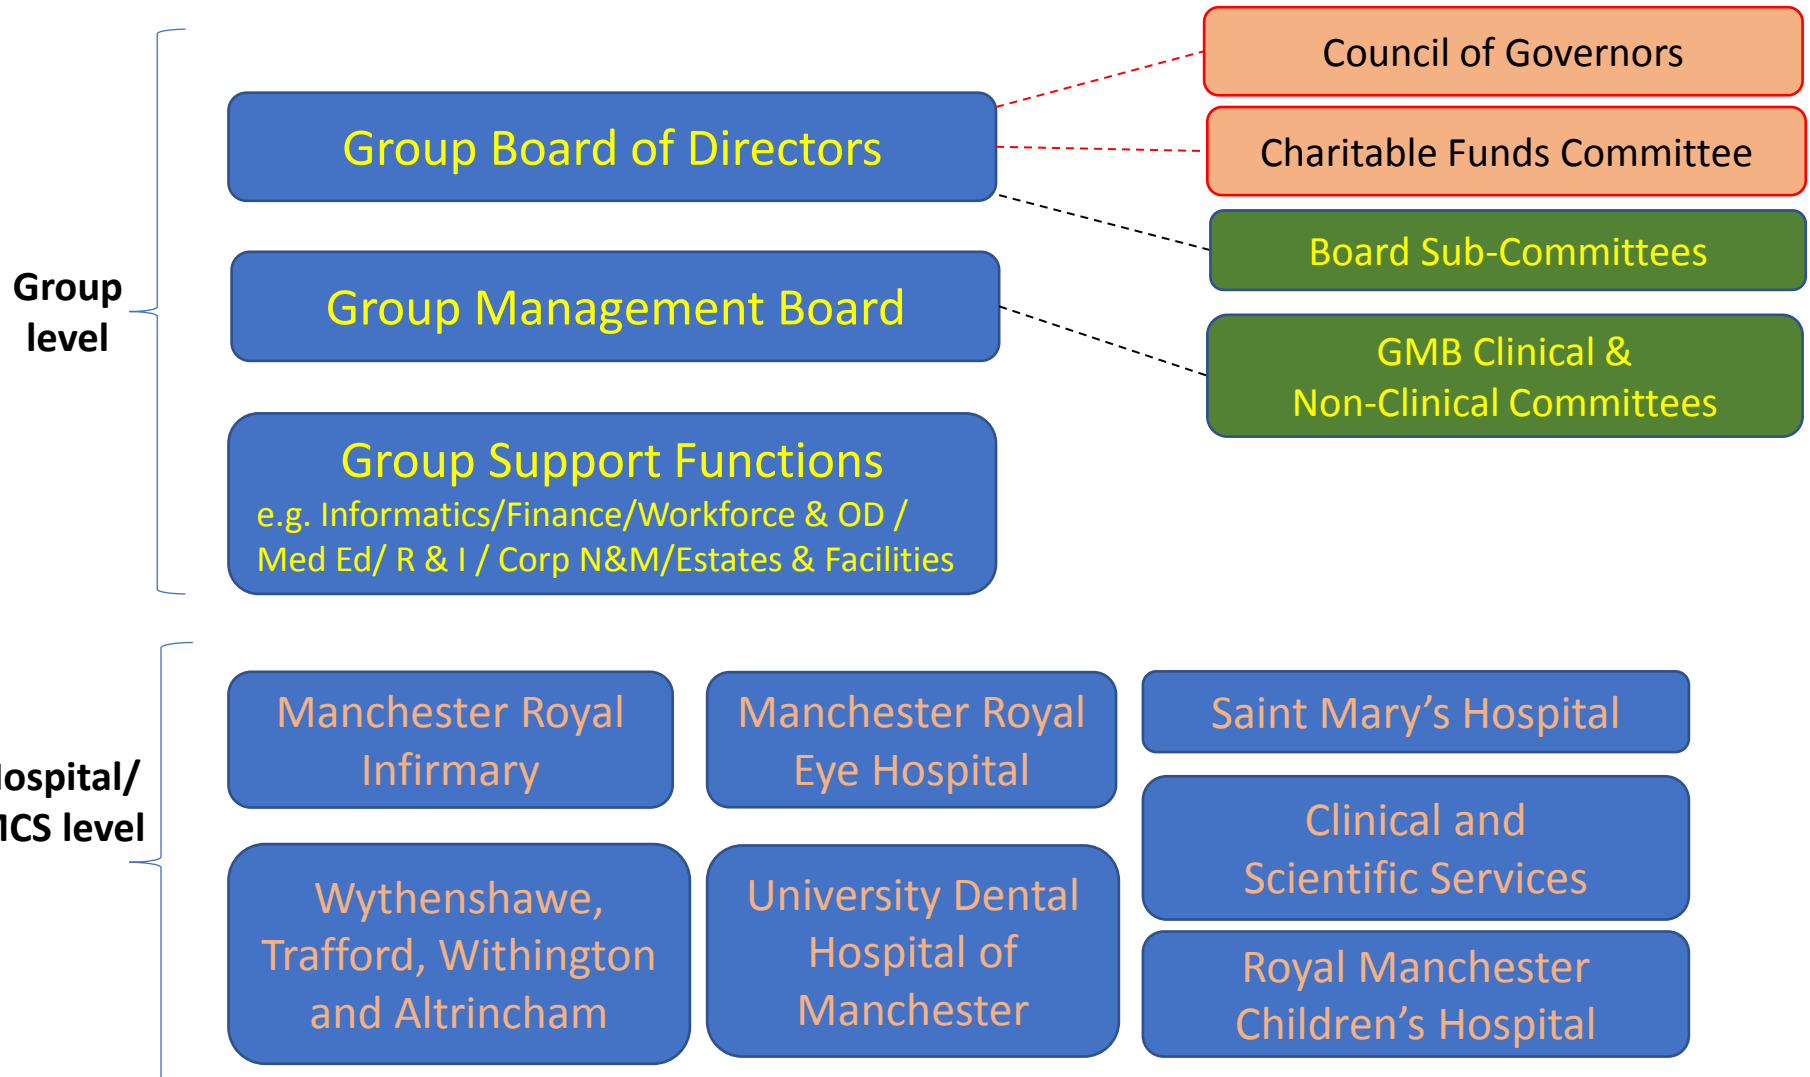 Council of Governors
Group Board of Directors
Charitable Funds Committee
Board Sub-Committees
Group
level
Group Management Board
GMB Clinical &
Non-Clinical Committees
Group Support Functions
e.g. Informatics/Finance/Workforce & OD /
Med Ed/ R & I / Corp N&M/Estates & Facilities
Manchester Royal
Infirmary
Manchester Royal
Eye Hospital
Saint Mary’s Hospital
level
Clinical and
Scientific Services
Wythenshawe,
Trafford, Withington
and Altrincham
University Dental
Hospital of
Manchester
Royal Manchester
Children’s Hospital